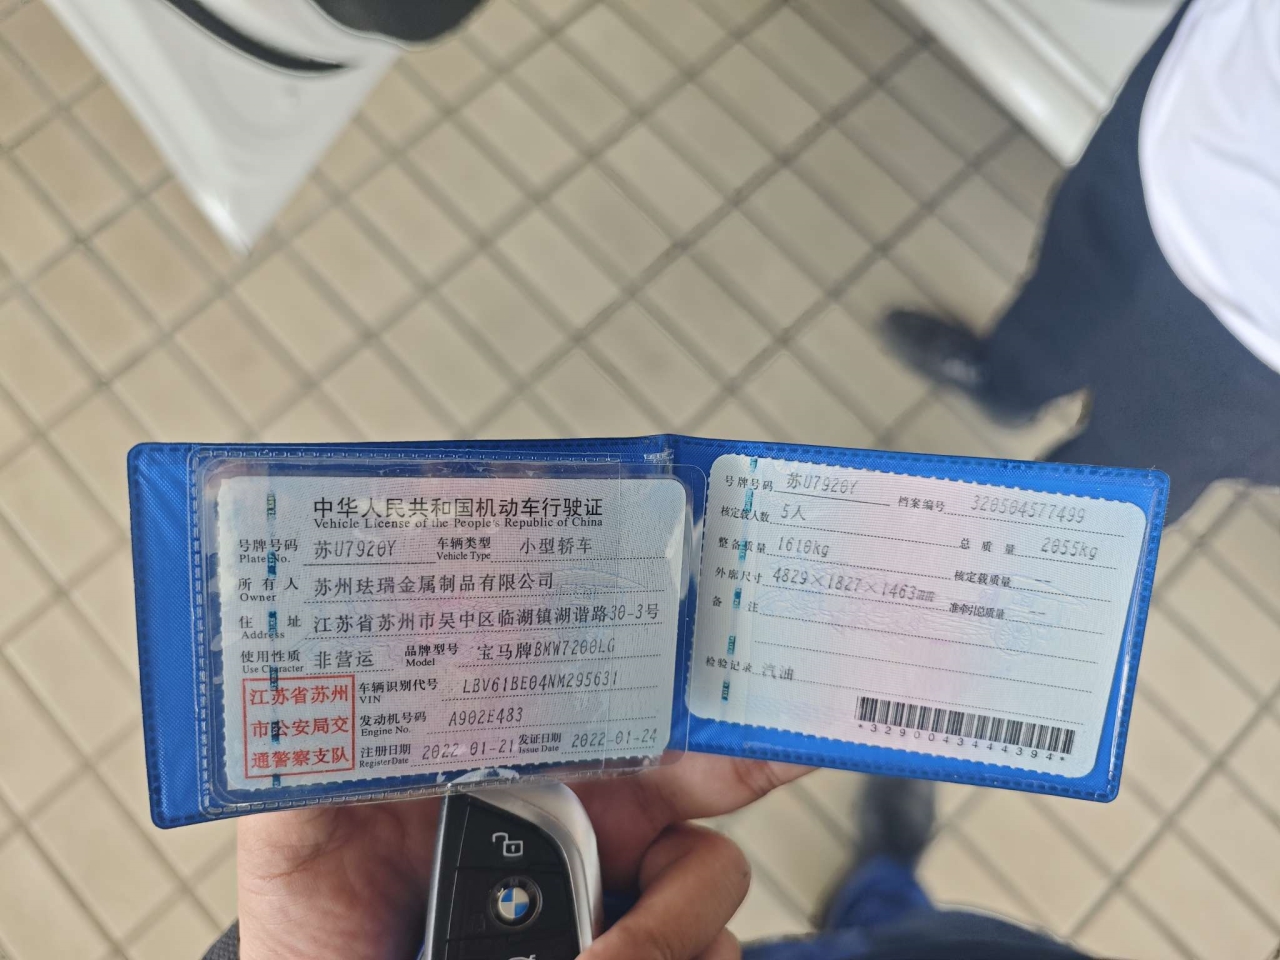 中华人民共和国机动车行驶证
Vehicle License of the People's Republic of China
号牌号码 苏U7920Y 车辆类型 小型轿车
Plate No. Vehicle Type
所有人 苏州珐瑞金属制品有限公司
Owner
住址 江苏省苏州市吴中区临湖镇湖谐路30-3号
Address
使用性质 非营运 品牌型号 宝马牌BMW7200LG
Use Character Model
江苏省苏州
市公安局交
通警察支队
车辆识别代号 LBV61BE04NM295631
VIN
发动机号码 A902E483
Engine No.
注册日期 2022-01-21 发证日期 2022-01-24
Register Date Issue Date
号牌号码 苏U7920Y 档案编号 320504577499
核定载人数 5人 总质量 2055kg
整备质量 1610kg 核定载质量 --
外廓尺寸 4829×1827×1463 准牵引总质量 --
备注
检验记录 汽油
*3290043444394*